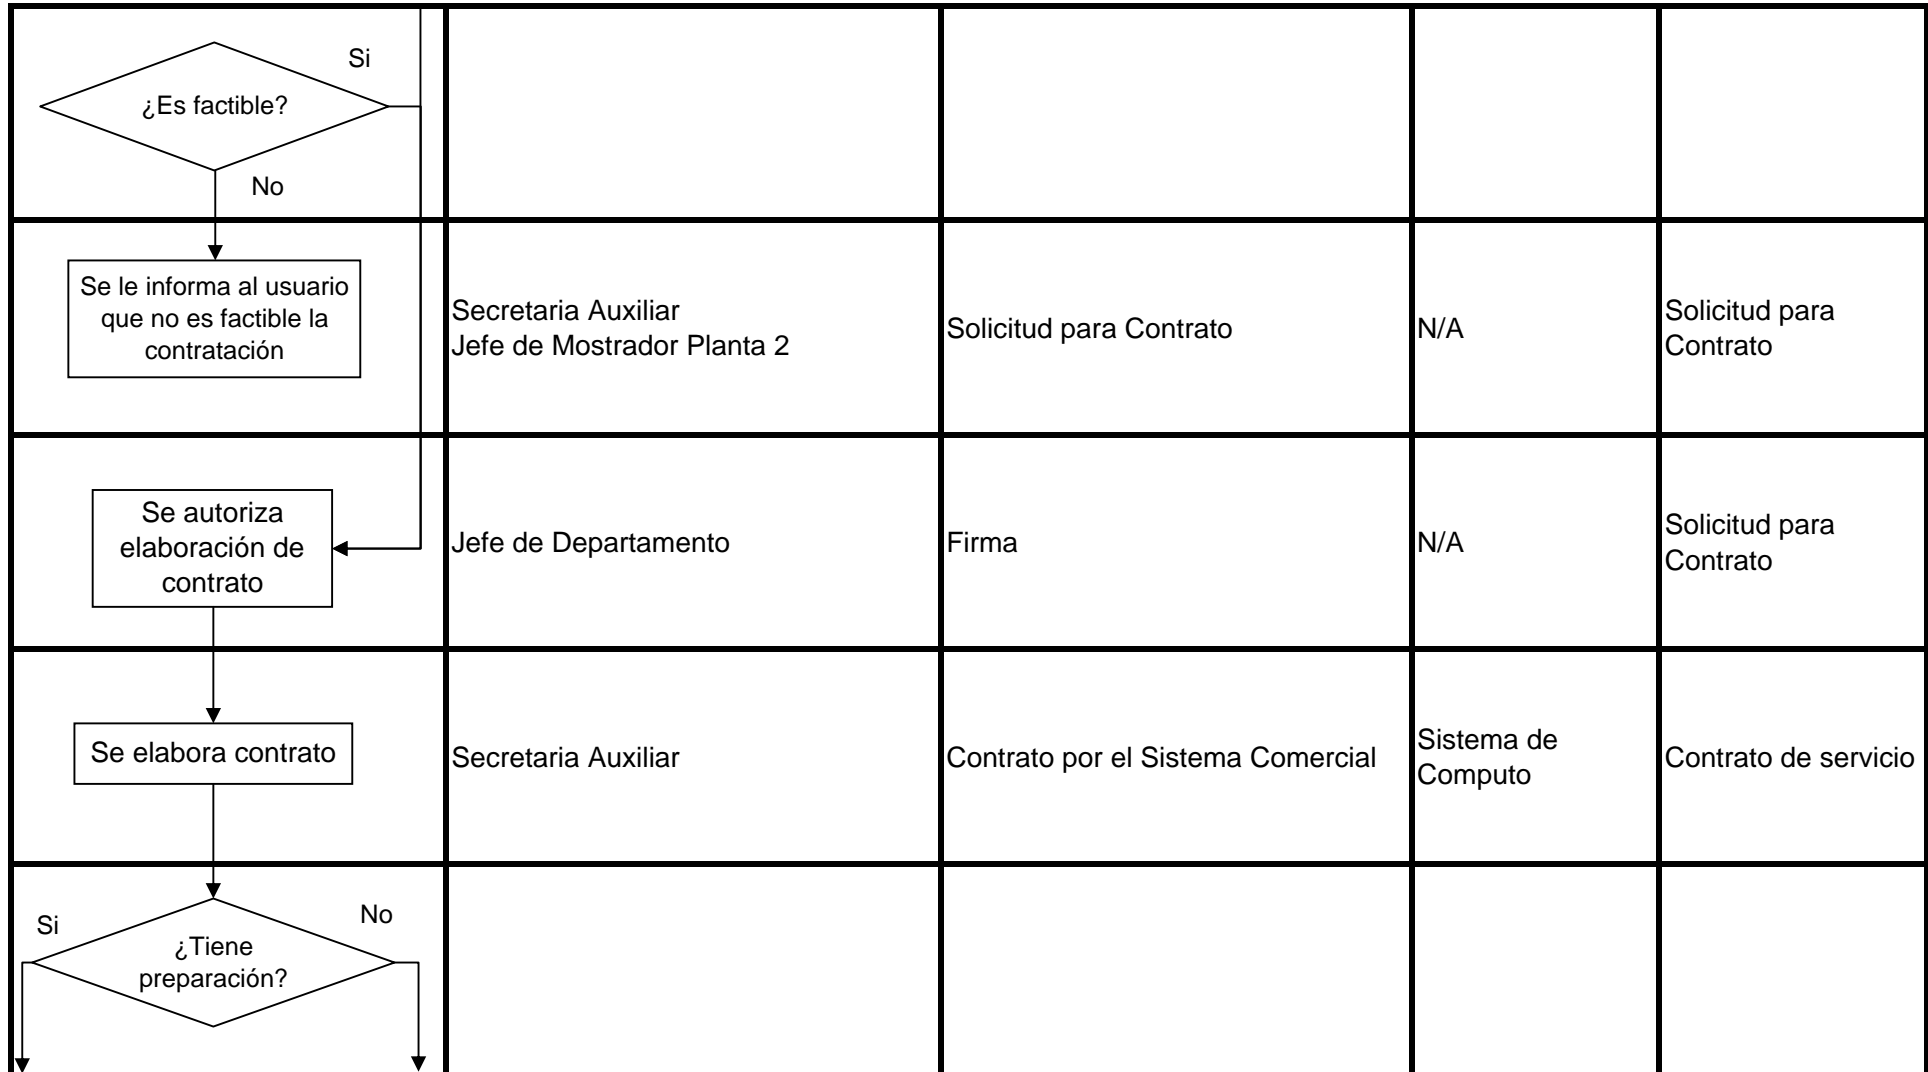 Si
¿Es factible?
No
Se le informa al usuario
que no es factible la
contratación
Secretaria Auxiliar
Jefe de Mostrador Planta 2
Solicitud para Contrato
N/A
Solicitud para
Contrato
Se autoriza
elaboración de
contrato
Jefe de Departamento
Firma
N/A
Solicitud para
Contrato
Se elabora contrato
Secretaria Auxiliar
Contrato por el Sistema Comercial
Sistema de
Computo
Contrato de servicio
Si
No
¿Tiene
preparación?